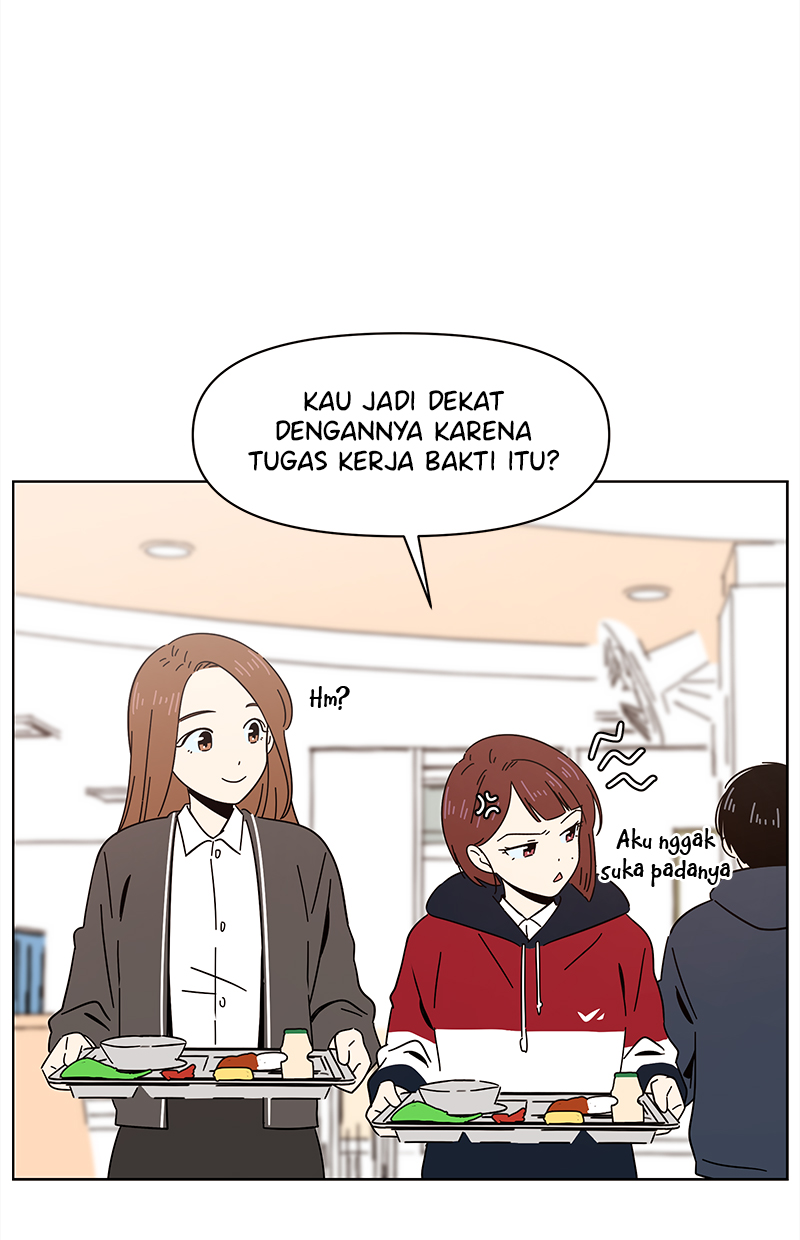 KAU JADI DEKAT
DENGANNYA KARENA
TUGAS KERJA BAKTI ITU?
Hm?
Aku nggak
suka padanya